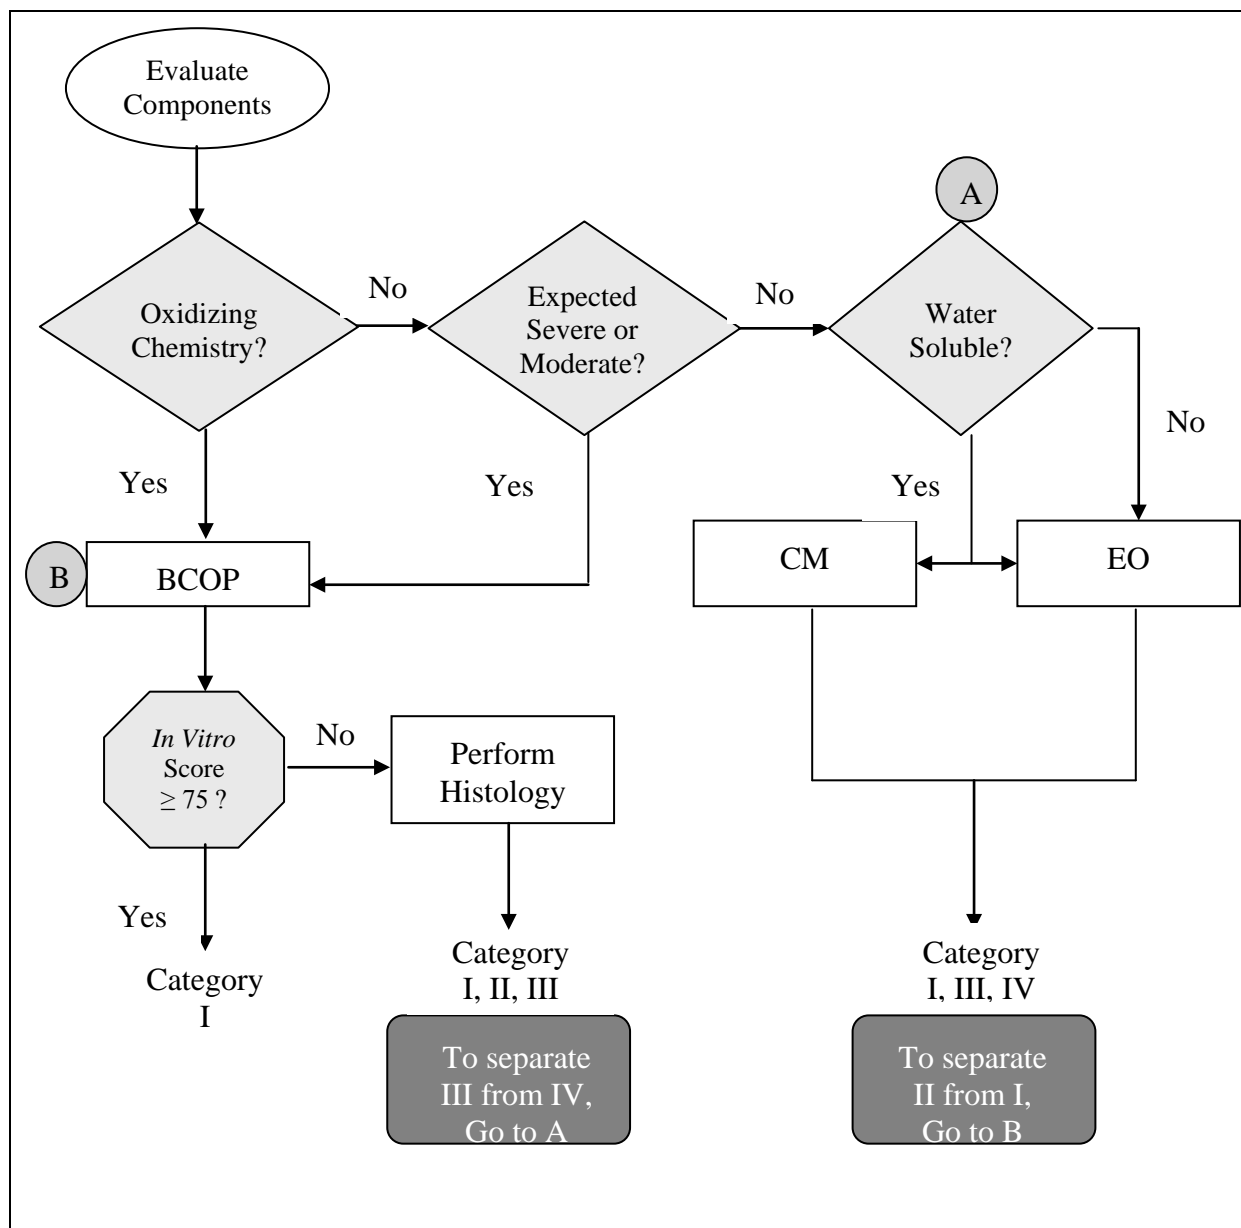 Evaluate
Components
A
Oxidizing
Chemistry?
No
Expected
Severe or
Moderate?
No
Water
Soluble?
No
Yes
Yes
Yes
B
BCOP
CM
EO
In Vitro
Score
≥ 75 ?
No
Perform
Histology
Yes
Category
I
Category
I, II, III
Category
I, III, IV
To separate
III from IV,
Go to A
To separate
II from I,
Go to B